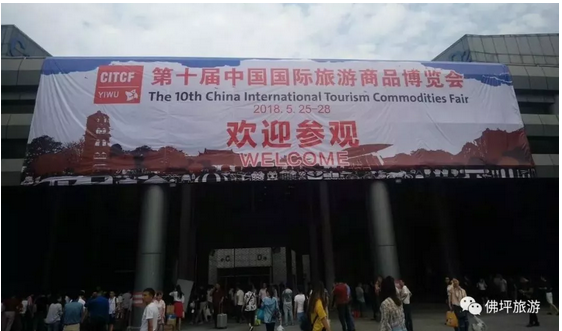 CITCF
YIWU
第十届中国国际旅游商品博览会
The 10th China International Tourism Commodities Fair
2018. 5. 25-28
欢迎参观
WELCOME
佛坪旅游